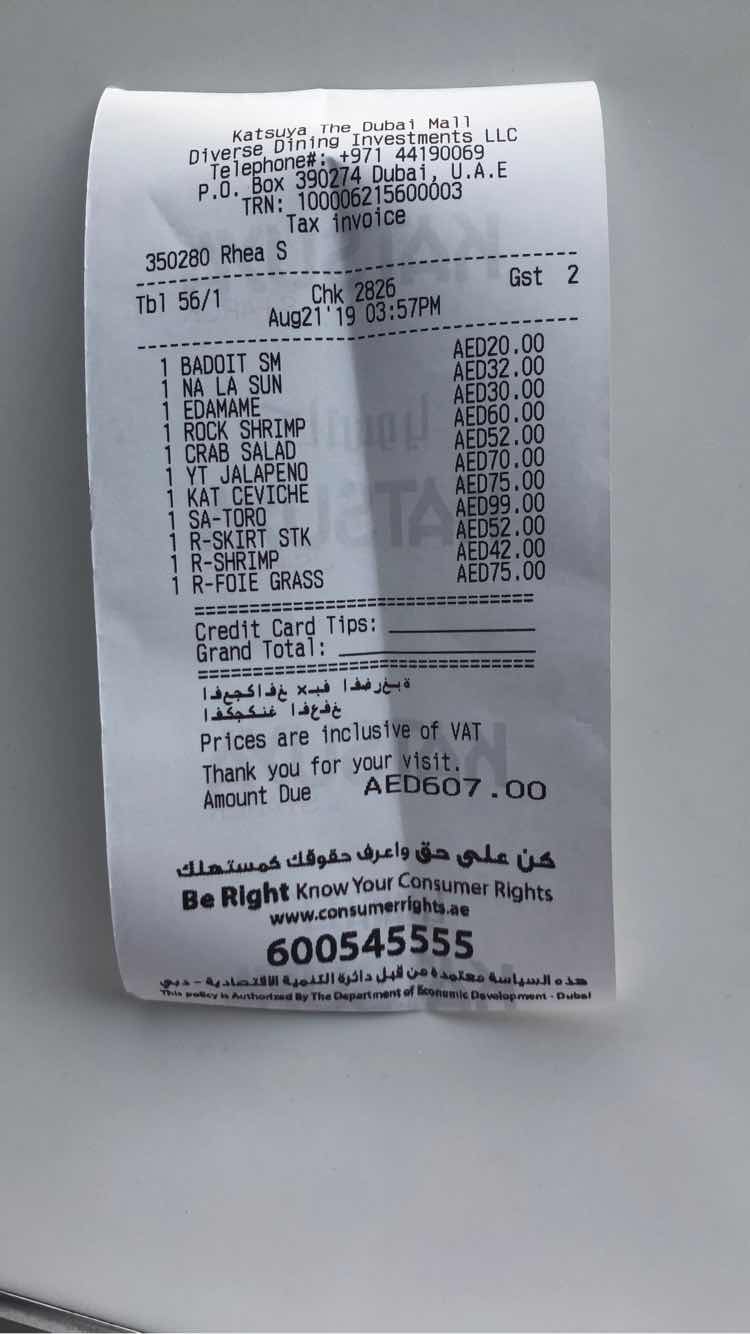 Katsuya The Dubai Mall
Diverse Dining Investments LLC
Telephone#: +971 44190069
P.O. Box 390274 Dubai, U.A.E
TRN: 100006215600003
Tax invoice
350280 Rhea S
Tbl 56/1 Chk 2826 Gst 2
Aug21'19 03:57PM
1 BADOIT SM AED20.00
1 NA LA SUN AED32.00
1 EDAMAME AED30.00
1 ROCK SHRIMP AED60.00
1 CRAB SALAD AED52.00
1 YT JALAPENO AED70.00
1 KAT CEVICHE AED75.00
1 SA-TORO AED99.00
1 R-SKIRT STK AED52.00
1 R-SHRIMP AED42.00
1 R-FOIE GRASS AED75.00
Credit Card Tips:
Grand Total:
Prices are inclusive of VAT
Thank you for your visit.
Amount Due AED607.00
كن على حق واعرف حقوقك كمستهلك
Be Right Know Your Consumer Rights
www.consumerrights.ae
600545555
هذه السياسة معتمدة من قبل دائرة التنمية الاقتصادية - دبي
This policy is Authorized By The Department of Economic Development - Dubai